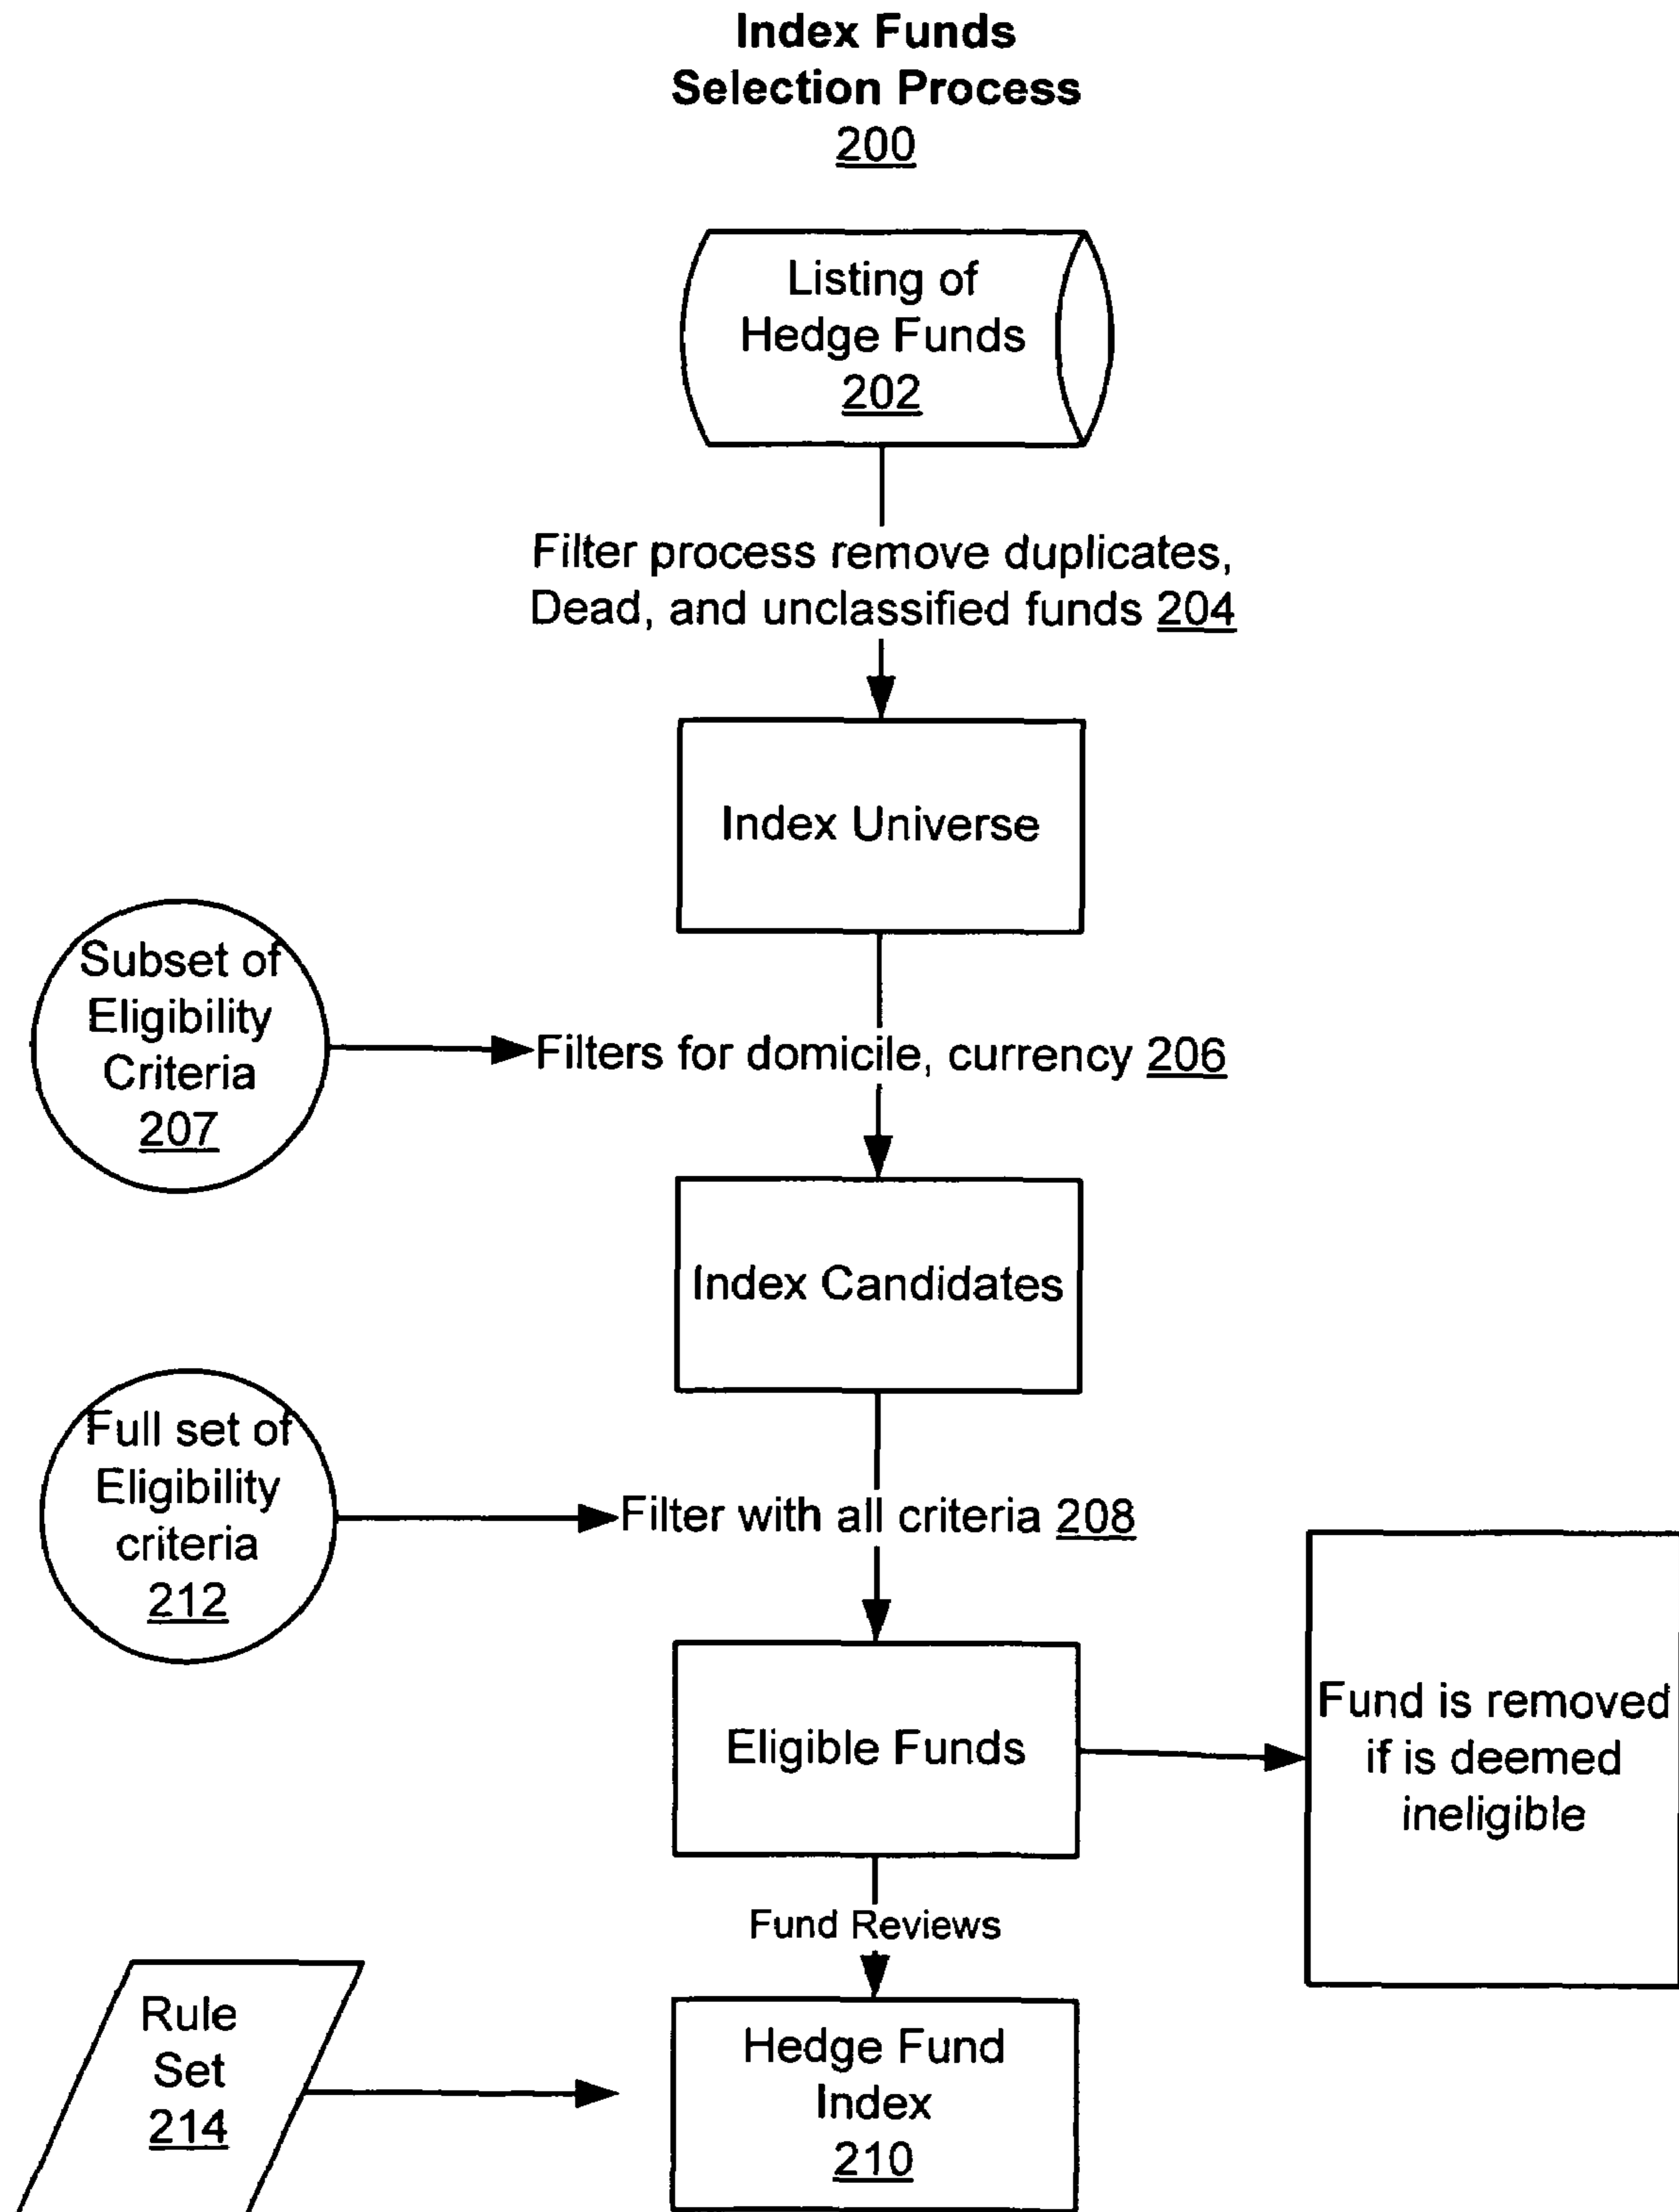 Index Funds
Selection Process
200
Listing of
Hedge Funds
202
Filter process remove duplicates,
Dead, and unclassified funds 204
Index Universe
Subset of
Eligibility
Criteria
207
Filters for domicile, currency 206
Index Candidates
Full set of
Eligibility
criteria
212
Filter with all criteria 208
Eligible Funds
Fund is removed
if is deemed
ineligible
Fund Reviews
Rule
Set
214
Hedge Fund
Index
210